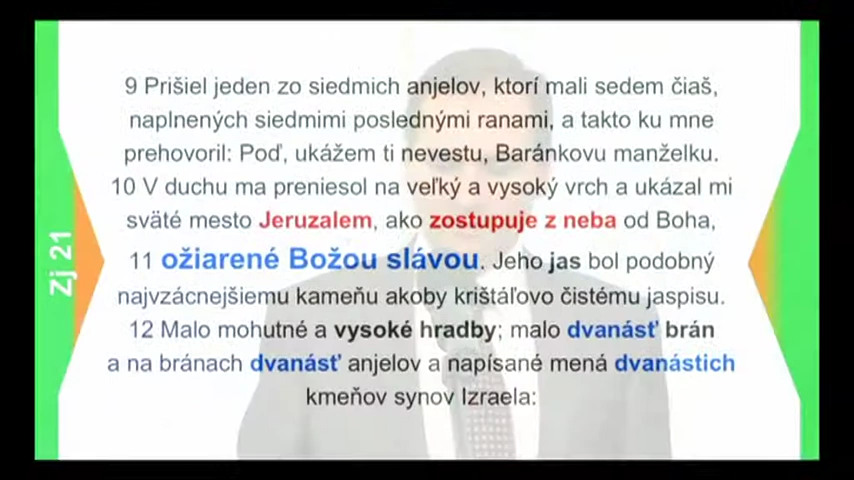 9 Prišiel jeden zo siedmich anjelov, ktorí mali sedem čiaš,
naplnených siedmimi poslednými ranami, a takto ku mne
prehovoril: Poď, ukážem ti nevestu, Baránkovu manželku.
10 V duchu ma preniesol na veľký a vysoký vrch a ukázal mi
sväté mesto Jeruzalem, ako zostupuje z neba od Boha,
11 ožiarené Božou slávou. Jeho jas bol podobný
najvzácnejšiemu kameňu akoby krištáľovo čistému jaspisu.
12 Malo mohutné a vysoké hradby; malo dvanásť brán
a na bránach dvanásť anjelov a napísané mená dvanástich
kmeňov synov Izraela:
Zj 21